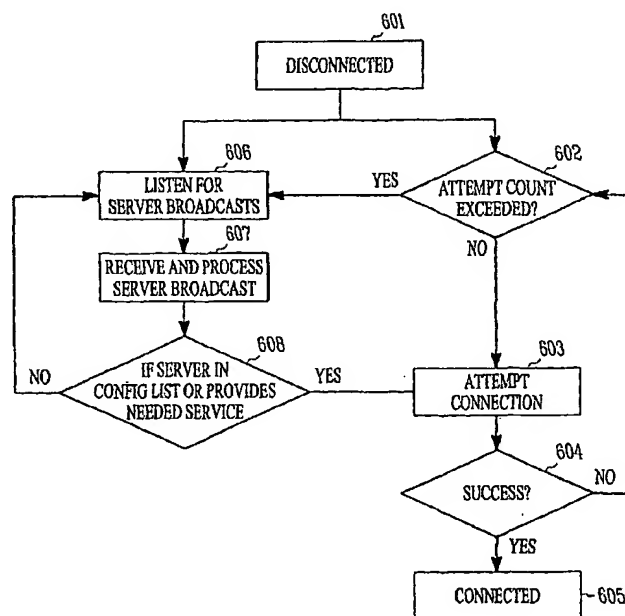 601
DISCONNECTED
606
LISTEN FOR
SERVER BROADCASTS
YES
602
ATTEMPT COUNT
EXCEEDED?
607
RECEIVE AND PROCESS
SERVER BROADCAST
NO
608
IF SERVER IN
CONFIG LIST OR PROVIDES
NEEDED SERVICE
NO
YES
603
ATTEMPT
CONNECTION
604
SUCCESS?
NO
YES
CONNECTED
605